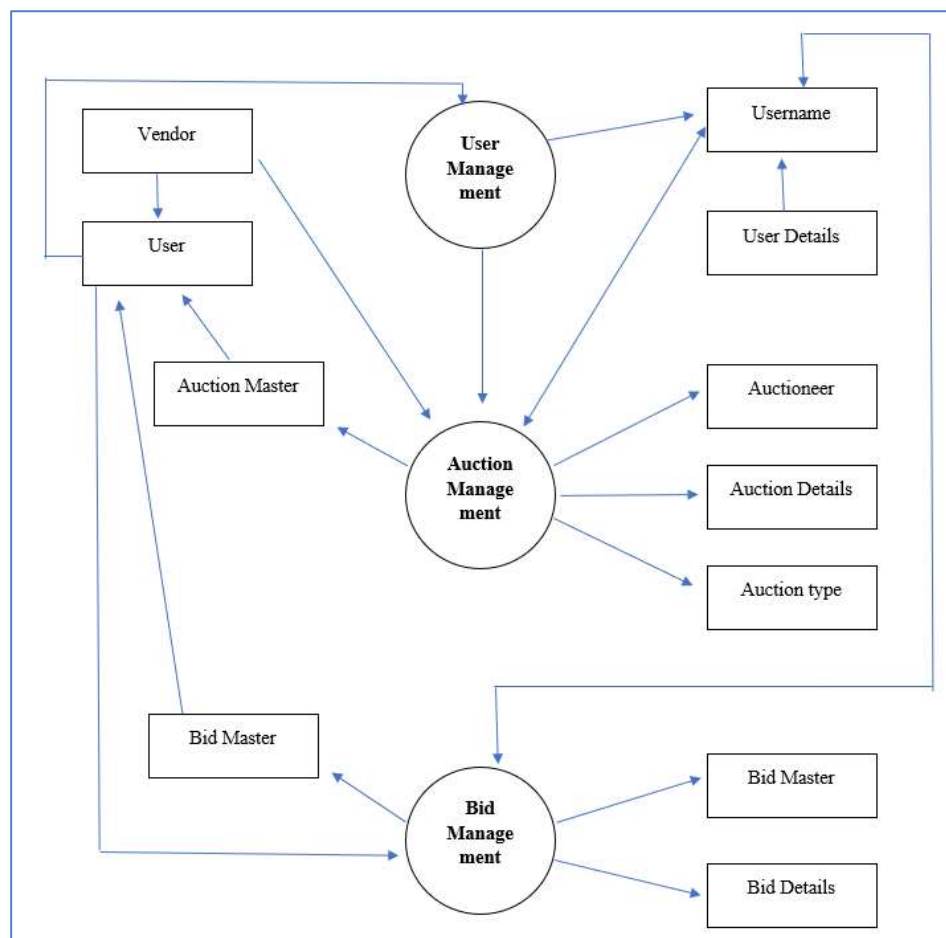 Vendor
User
Manage
ment
Username
User
User Details
Auction Master
Auctioneer
Auction
Manage
ment
Auction Details
Auction type
Bid Master
Bid
Manage
ment
Bid Master
Bid Details